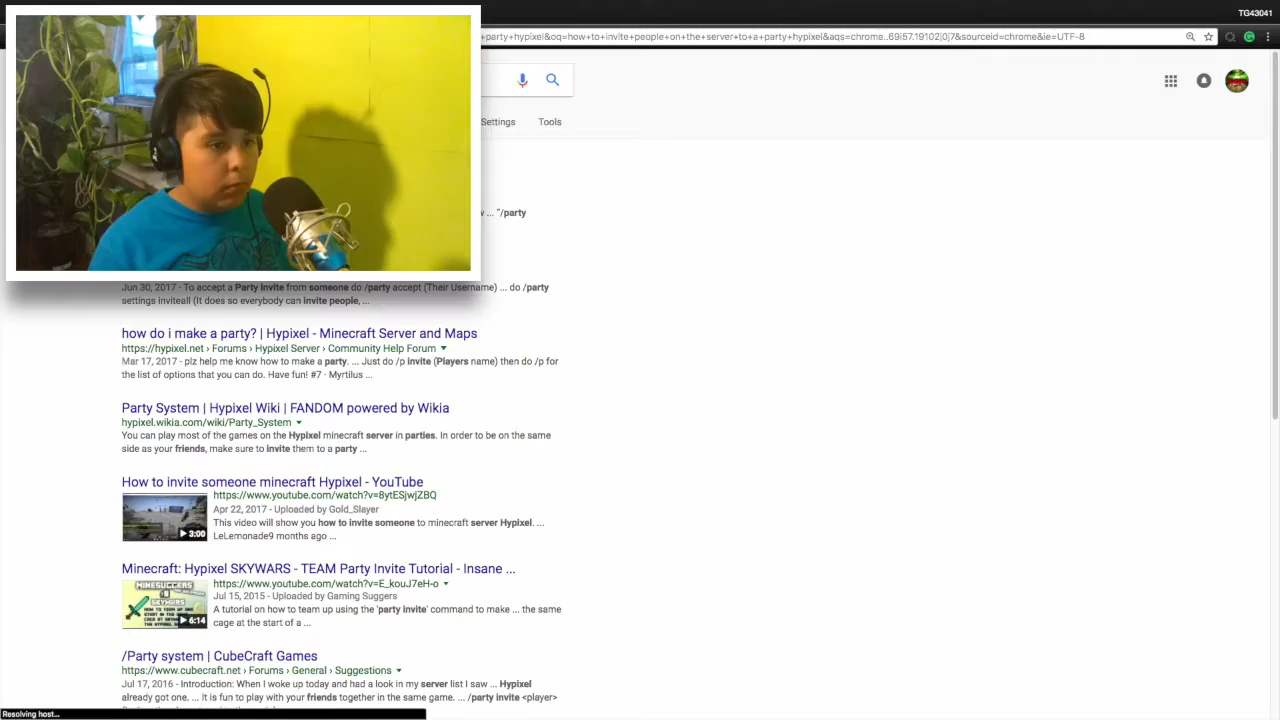 TG43041
party+hypixel&oq=how+to+invite+people+on+the+server+to+a+party+hypixel&aqs=chrome..69i57.19102j0j7&sourceid=chrome&ie=UTF-8
Settings Tools
... "/party
Jun 30, 2017 - To accept a Party Invite from someone do /party accept (Their Username) ... do /party
settings inviteall (It does so everybody can invite people, ...
how do i make a party? | Hypixel - Minecraft Server and Maps
https://hypixel.net › Forums › Hypixel Server › Community Help Forum
Mar 17, 2017 - plz help me know how to make a party. ... Just do /p invite (Players name) then do /p for
the list of options that you can do. Have fun! #7 · Myrtilus ...
Party System | Hypixel Wiki | FANDOM powered by Wikia
hypixel.wikia.com/wiki/Party_System
You can play most of the games on the Hypixel minecraft server in parties. In order to be on the same
side as your friends, make sure to invite them to a party ...
How to invite someone minecraft Hypixel - YouTube
https://www.youtube.com/watch?v=8ytESjwjZBQ
Apr 22, 2017 - Uploaded by Gold_Slayer
This video will show you how to invite someone to minecraft server Hypixel. ...
LeLemonade9 months ago ...
3:00
Minecraft: Hypixel SKYWARS - TEAM Party Invite Tutorial - Insane ...
https://www.youtube.com/watch?v=E_kouJ7eH-o
Jul 15, 2015 - Uploaded by Gaming Suggers
A tutorial on how to team up using the 'party invite' command to make ... the same
cage at the start of a ...
MINESUGGERS
SKYWARS
HOW TO TEAM UP AND
START IN THE SAME
6:14
/Party system | CubeCraft Games
https://www.cubecraft.net › Forums › General › Suggestions
Jul 17, 2016 - Introduction: When I woke up today and had a look in my server list I saw ... Hypixel
already got one. ... It is fun to play with your friends together in the same game. ... /party invite <player>
Resolving host...